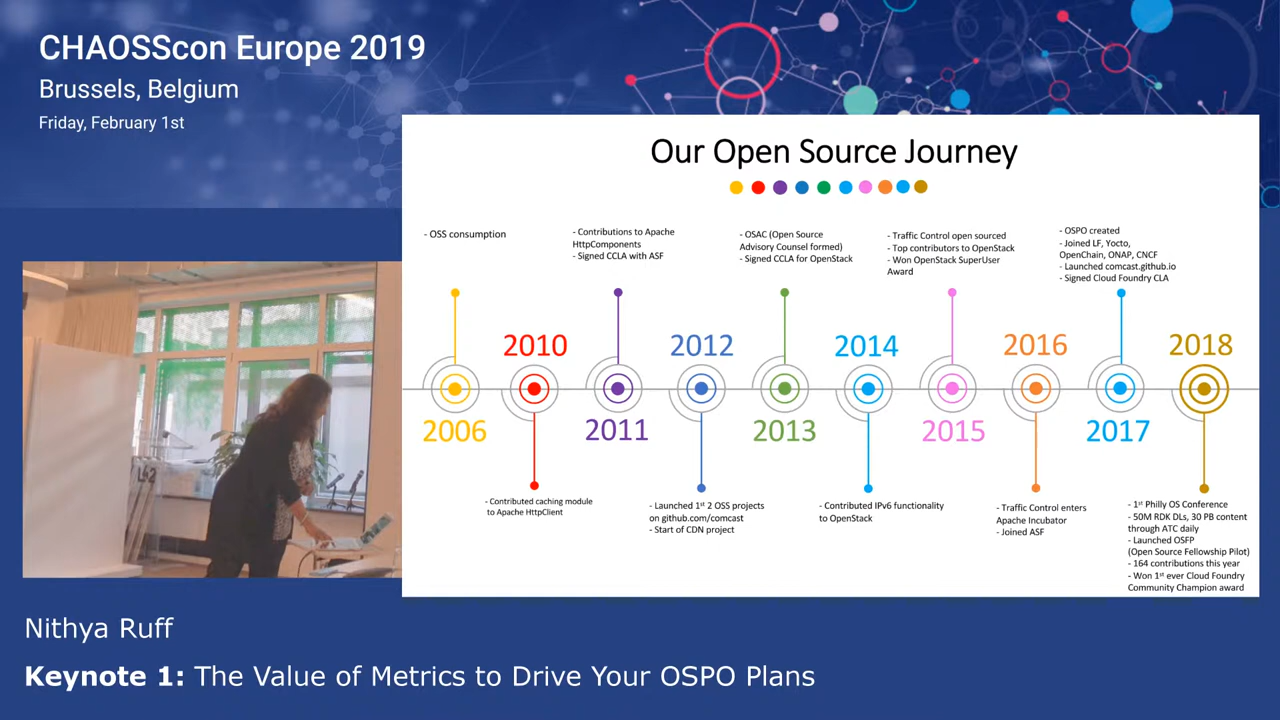 CHAOSScon Europe 2019
Brussels, Belgium
Friday, February 1st
Our Open Source Journey
- OSS consumption
2006
2010
- Contributed caching module
to Apache HttpClient
- Contributions to Apache
HttpComponents
- Signed CCLA with ASF
2011
2012
- Launched 1st 2 OSS projects
on github.com/comcast
- Start of CDN project
- OSAC (Open Source
Advisory Counsel formed)
- Signed CCLA for OpenStack
2013
2014
- Contributed IPv6 functionality
to OpenStack
- Traffic Control open sourced
- Top contributors to OpenStack
- Won OpenStack SuperUser
Award
2015
2016
- Traffic Control enters
Apache Incubator
- Joined ASF
- OSPO created
- Joined LF, Yocto,
OpenChain, ONAP, CNCF
- Launched comcast.github.io
- Signed Cloud Foundry CLA
2017
2018
- 1st Philly OS Conference
- 50M RDK DLs, 30 PB content
through ATC daily
- Launched OSFP
(Open Source Fellowship Pilot)
- 164 contributions this year
- Won 1st ever Cloud Foundry
Community Champion award
Nithya Ruff
Keynote 1: The Value of Metrics to Drive Your OSPO Plans